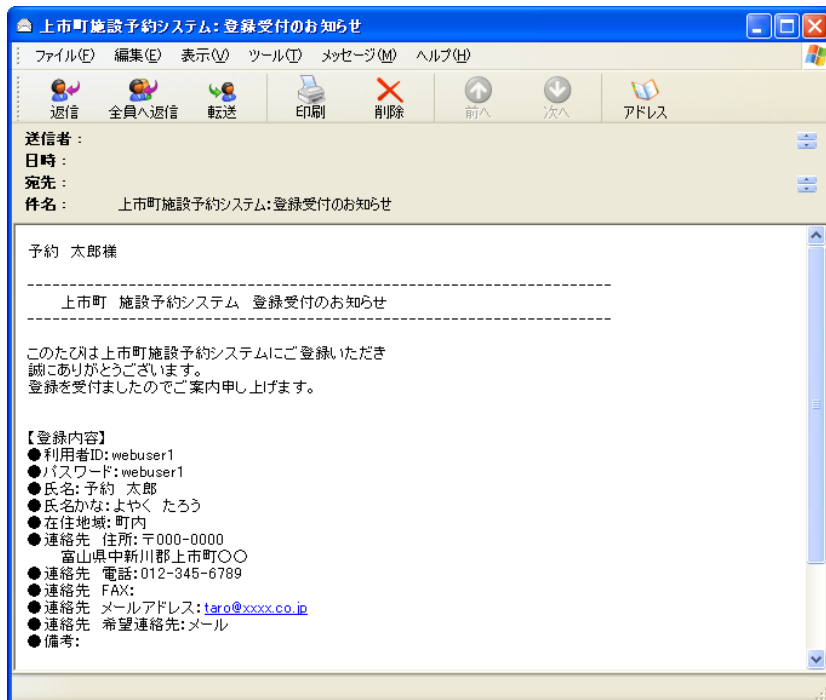 上市町施設予約システム:登録受付のお知らせ
ファイル(F) 編集(E) 表示(V) ツール(T) メッセージ(M) ヘルプ(H)
返信 全員へ返信 転送 印刷 削除 前へ 次へ アドレス
送信者:
日時:
宛先:
件名: 上市町施設予約システム:登録受付のお知らせ
予約 太郎様
----------------------------------------------------------------------
上市町 施設予約システム 登録受付のお知らせ
----------------------------------------------------------------------
このたびは上市町施設予約システムにご登録いただき
誠にありがとうございます。
登録を受付ましたのでご案内申し上げます。
【登録内容】
●利用者ID:webuser1
●パスワード:webuser1
●氏名:予約 太郎
●氏名かな:よやく たろう
●在住地域:町内
●連絡先 住所:〒000-0000
富山県中新川郡上市町○○
●連絡先 電話:012-345-6789
●連絡先 FAX:
●連絡先 メールアドレス:taro@xxxx.co.jp
●連絡先 希望連絡先:メール
●備考: